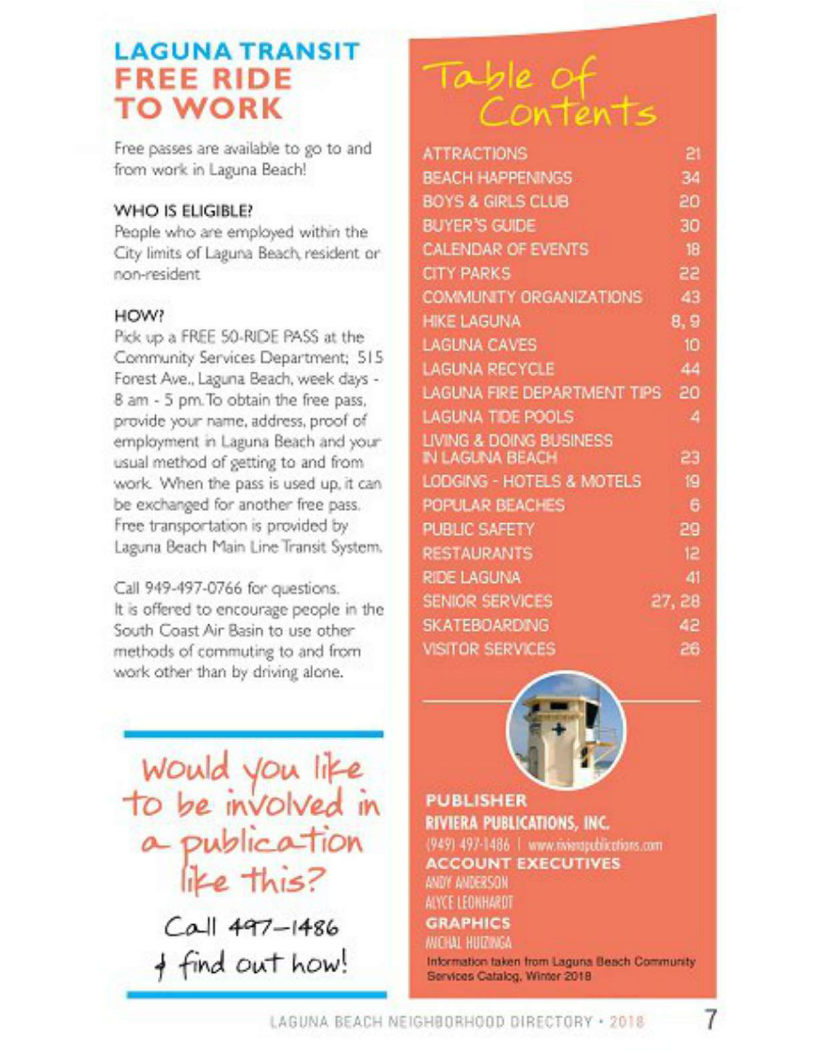 LAGUNA TRANSIT
FREE RIDE
TO WORK
Free passes are available to go to and
from work in Laguna Beach!
WHO IS ELIGIBLE?
People who are employed within the
City limits of Laguna Beach, resident or
non-resident
HOW?
Pick up a FREE 50-RIDE PASS at the
Community Services Department; 515
Forest Ave., Laguna Beach, week days -
8 am - 5 pm. To obtain the free pass,
provide your name, address, proof of
employment in Laguna Beach and your
usual method of getting to and from
work. When the pass is used up, it can
be exchanged for another free pass.
Free transportation is provided by
Laguna Beach Main Line Transit System.
Call 949-497-0766 for questions.
It is offered to encourage people in the
South Coast Air Basin to use other
methods of commuting to and from
work other than by driving alone.
Would you like
to be involved in
a publication
like this?
Call 497-1486
& find out how!
Table of
Contents
ATTRACTIONS 21
BEACH HAPPENINGS 34
BOYS & GIRLS CLUB 20
BUYER'S GUIDE 30
CALENDAR OF EVENTS 18
CITY PARKS 22
COMMUNITY ORGANIZATIONS 43
HIKE LAGUNA 8, 9
LAGUNA CAVES 10
LAGUNA RECYCLE 44
LAGUNA FIRE DEPARTMENT TIPS 20
LAGUNA TIDE POOLS 4
LIVING & DOING BUSINESS
IN LAGUNA BEACH 23
LODGING - HOTELS & MOTELS 19
POPULAR BEACHES 6
PUBLIC SAFETY 29
RESTAURANTS 12
RIDE LAGUNA 41
SENIOR SERVICES 27, 28
SKATEBOARDING 42
VISITOR SERVICES 26
PUBLISHER
RIVIERA PUBLICATIONS, INC.
(949) 497-1486 | www.rivierapublications.com
ACCOUNT EXECUTIVES
ANDY ANDERSON
ALYCE LEONHARDT
GRAPHICS
MICHAL HUIZINGA
Information taken from Laguna Beach Community
Services Catalog, Winter 2018
LAGUNA BEACH NEIGHBORHOOD DIRECTORY • 2018 7